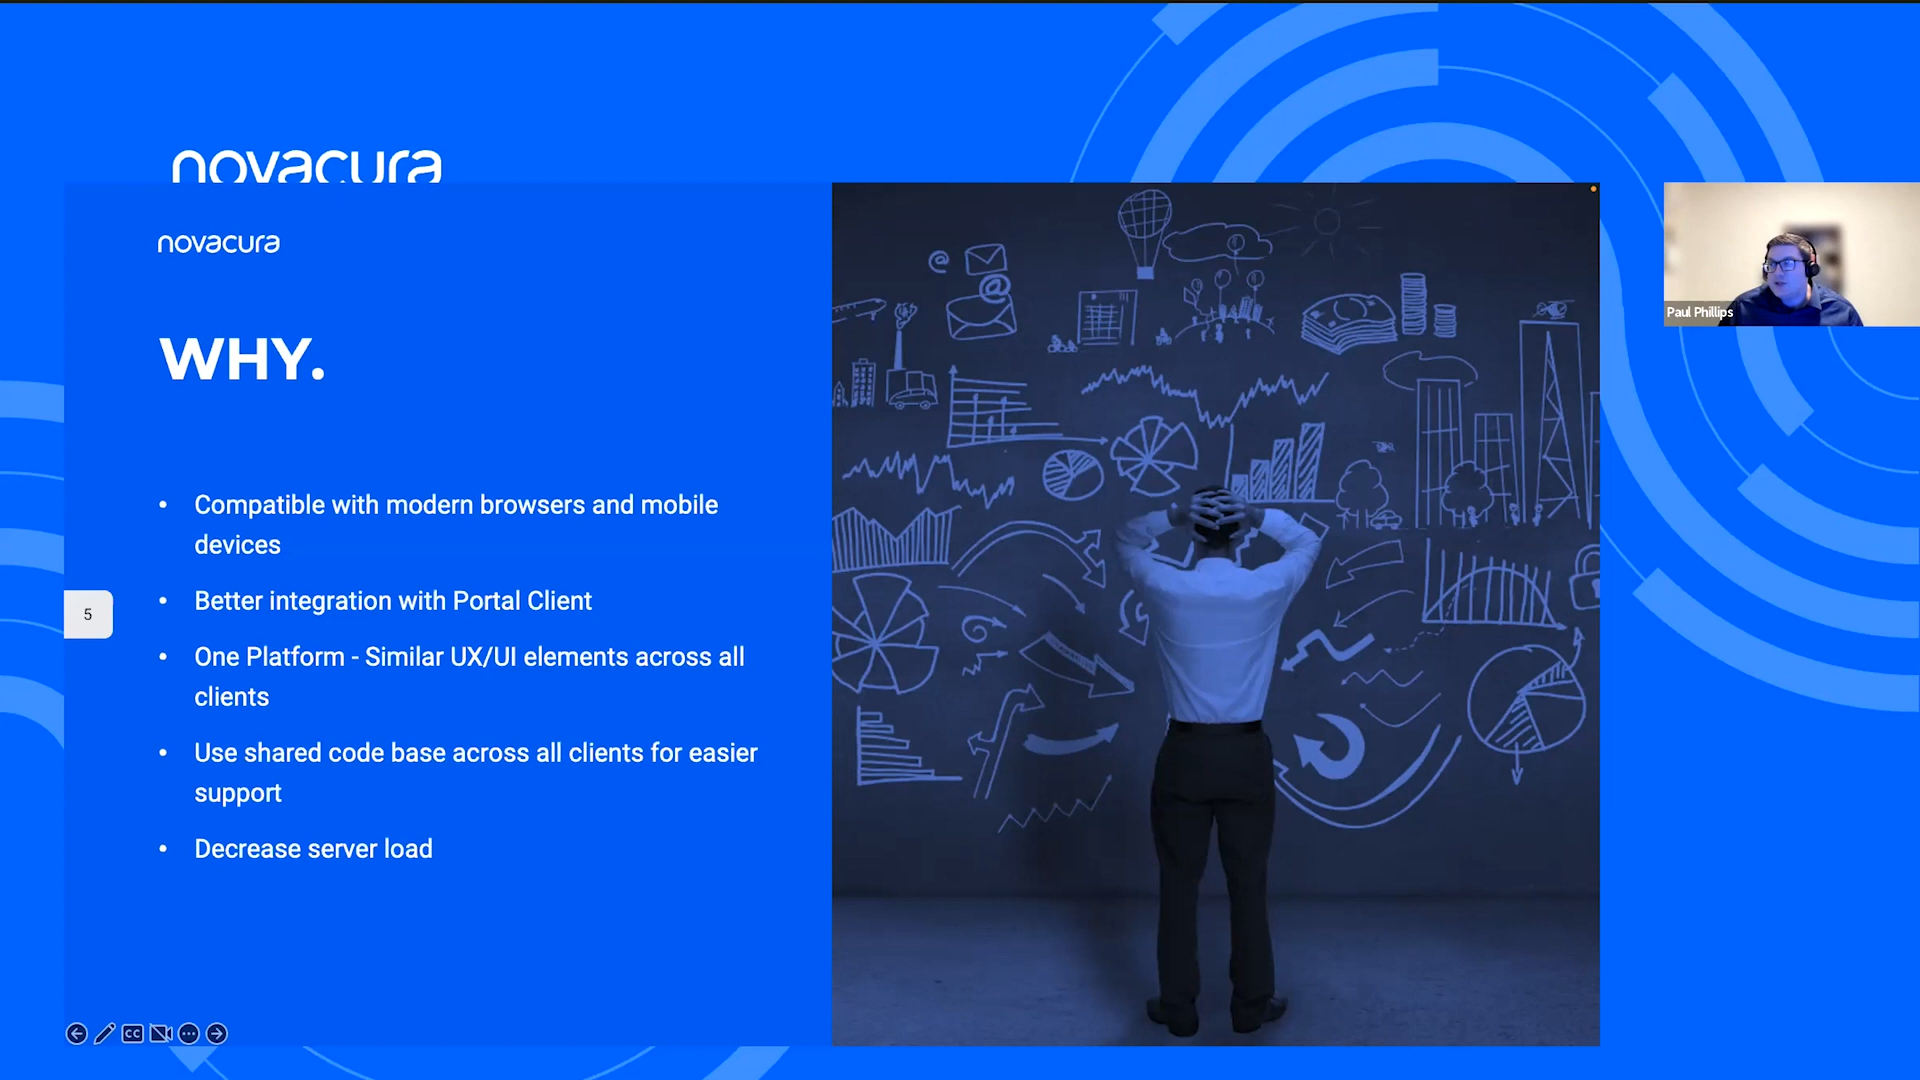 novacura
novacura
WHY.
• Compatible with modern browsers and mobile
devices
• Better integration with Portal Client
5
• One Platform - Similar UX/UI elements across all
clients
• Use shared code base across all clients for easier
support
• Decrease server load
@
@
Paul Phillips
CC